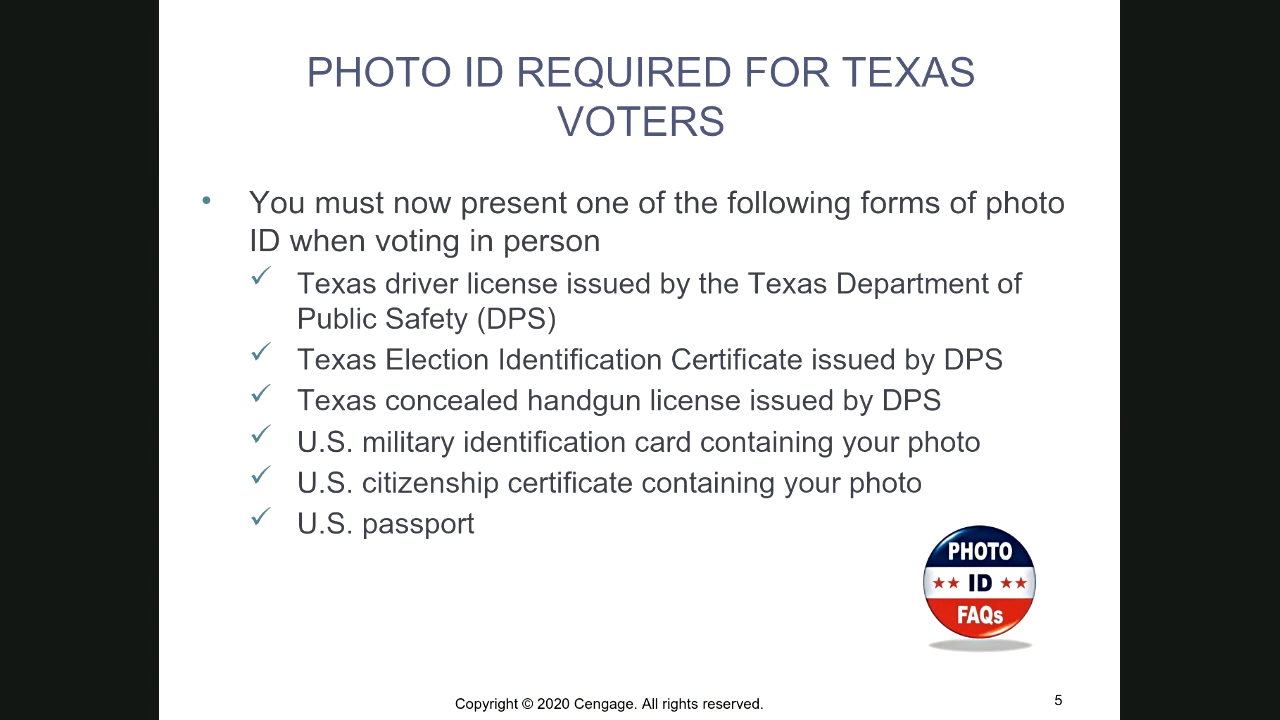 PHOTO ID REQUIRED FOR TEXAS
VOTERS
• You must now present one of the following forms of photo
ID when voting in person
✓ Texas driver license issued by the Texas Department of
Public Safety (DPS)
✓ Texas Election Identification Certificate issued by DPS
✓ Texas concealed handgun license issued by DPS
✓ U.S. military identification card containing your photo
✓ U.S. citizenship certificate containing your photo
✓ U.S. passport
PHOTO
ID
FAQs
Copyright © 2020 Cengage. All rights reserved.
5